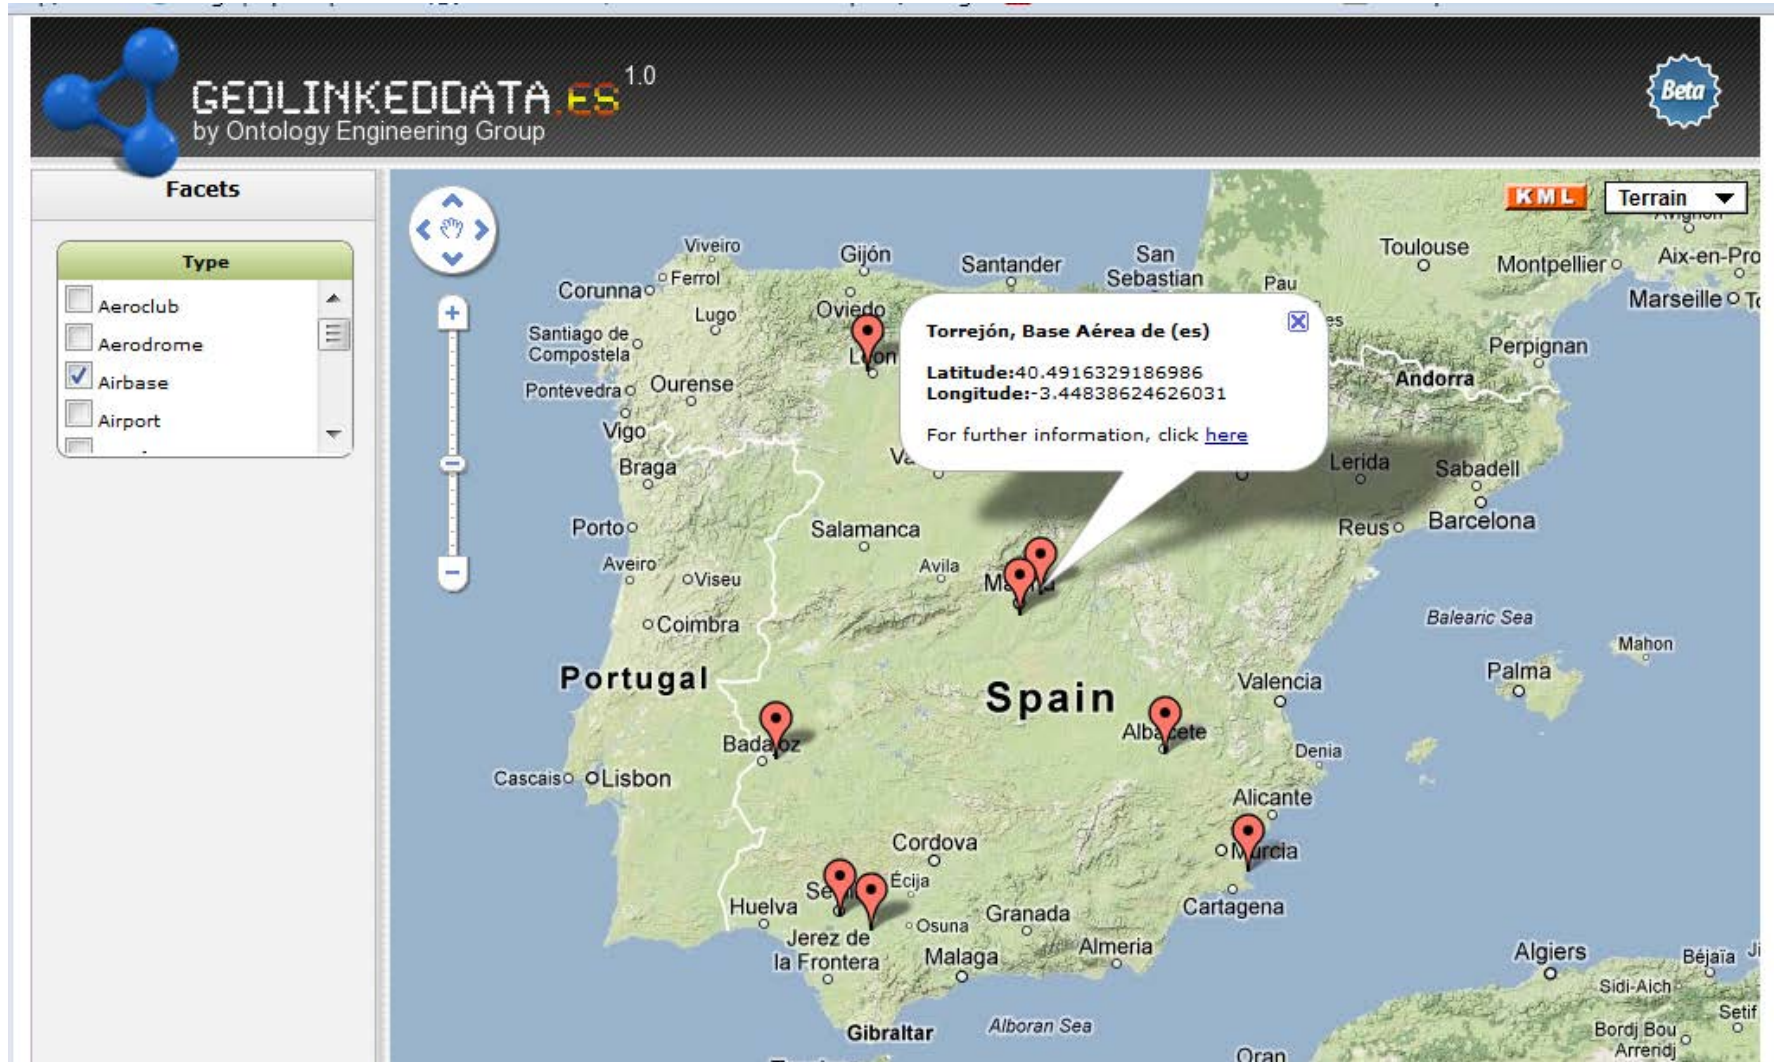 GEOLINKEDDATA.ES 1.0
by Ontology Engineering Group
Beta
Facets
Type
Aeroclub
Aerodrome
Airbase
Airport
KML
Terrain
Torrejón, Base Aérea de (es)
Latitude:40.4916329186986
Longitude:-3.44838624626031
For further information, click here
Viveiro
Gijón
Santander
San
Sebastian
Pau
Toulouse
Montpellier
Aix-en-Pro
Ferrol
Corunna
Oviedo
Marseille
Lugo
Santiago de
Compostela
Perpignan
Andorra
Pontevedra
Ourense
Vigo
Braga
Lerida
Sabadell
Porto
Salamanca
Reus
Barcelona
Aveiro
Viseu
Avila
Coimbra
Balearic Sea
Mahon
Portugal
Spain
Valencia
Palma
Badajoz
Albacete
Denia
Cascais
Lisbon
Alicante
Cordova
Murcia
Écija
Huelva
Granada
Cartagena
Osuna
Jerez de
la Frontera
Malaga
Almeria
Algiers
Béjaïa
Sidi-Aich
Setif
Gibraltar
Alboran Sea
Bordj Bou
Arreridj
Oran